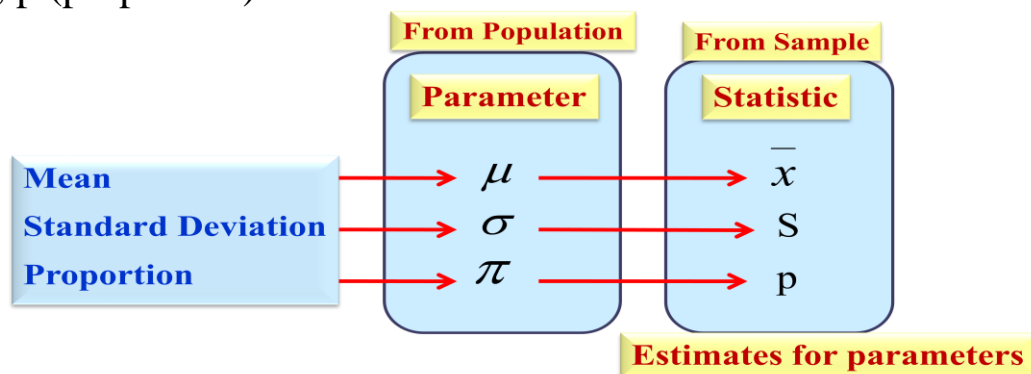 From Population
From Sample
Parameter
Statistic
Mean μ x̅
Standard Deviation σ S
Proportion π p
Estimates for parameters